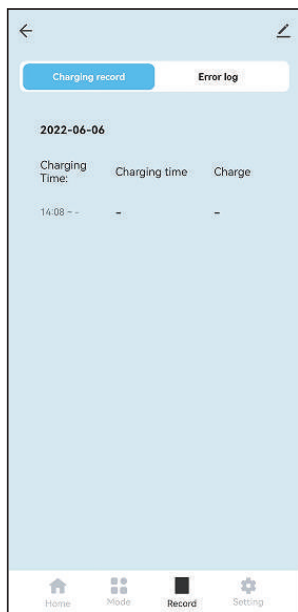 Charging record Error log
2022-06-06
Charging Time: Charging time Charge
14:08 ~ - - -
Home Mode Record Setting